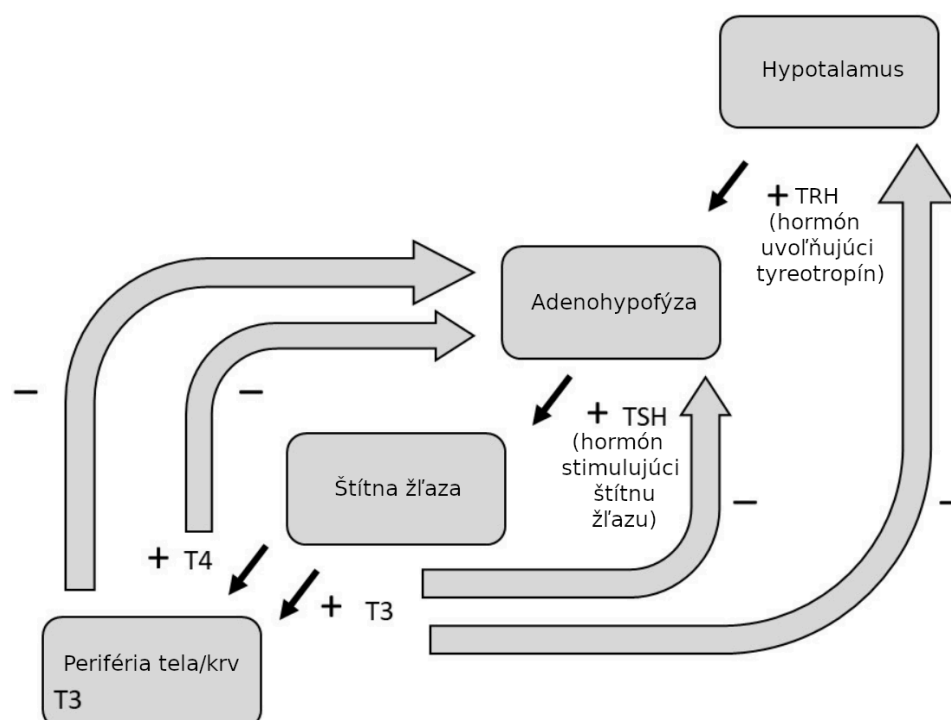 Hypotalamus
+ TRH
(hormón
uvoľňujúci
tyreotropín)
Adenohypofýza
–
–
+ TSH
(hormón
stimulujúci
štítnu
žľazu)
Štítna žľaza
–
–
+ T4
+ T3
Periféria tela/krv
T3